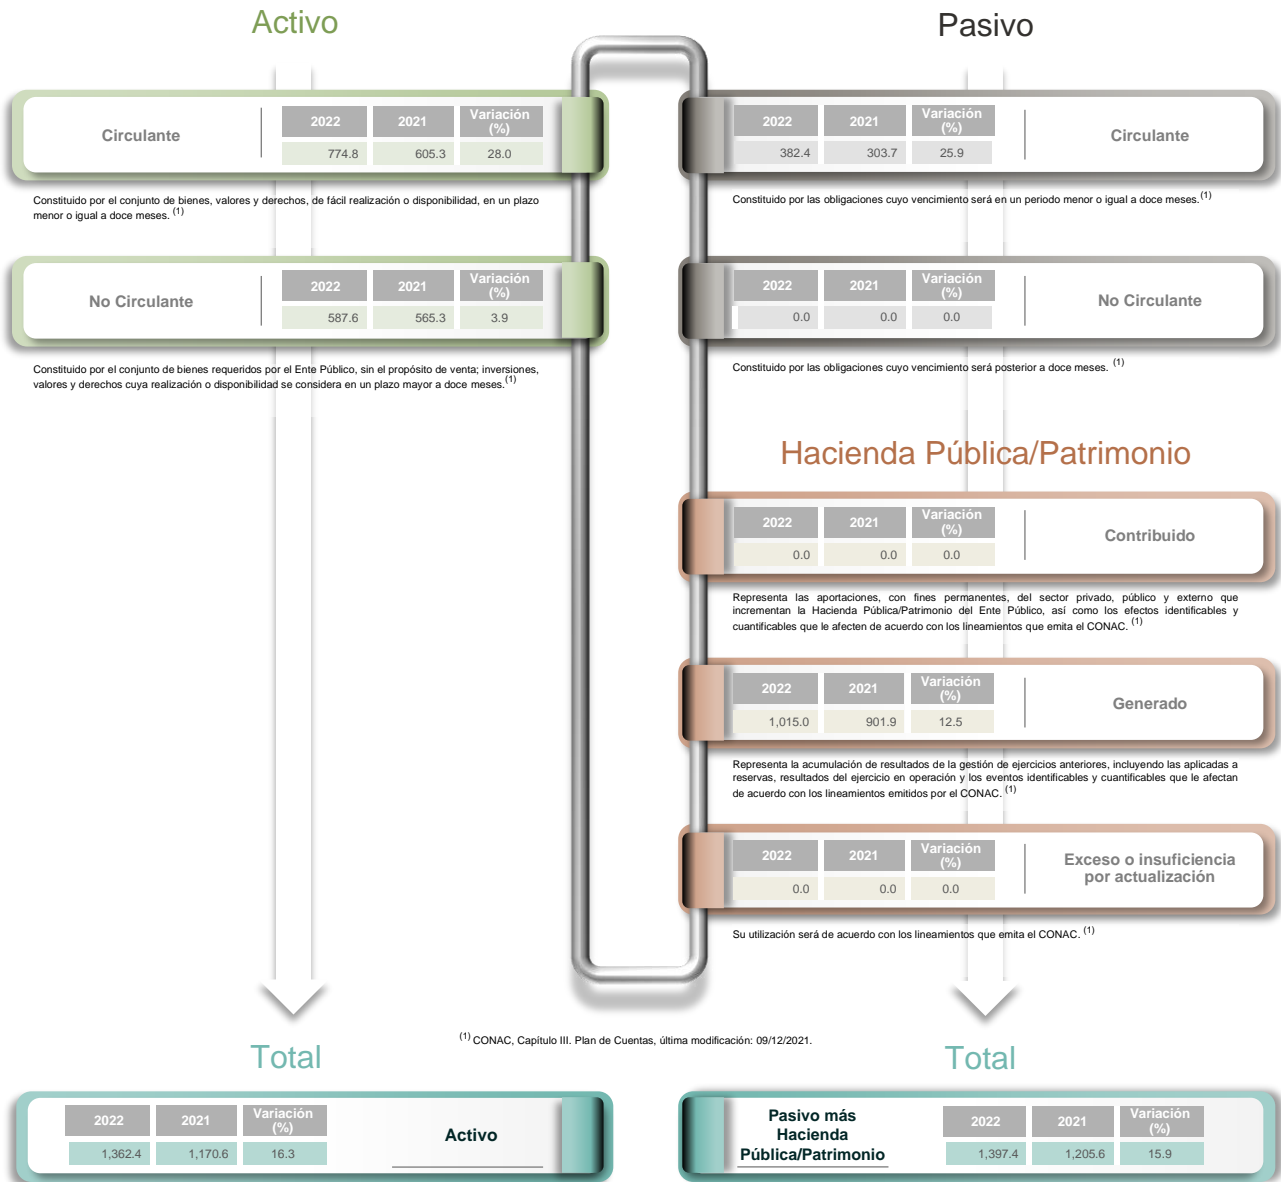 Activo
Circulante
2022 2021 Variación (%)
774.8 605.3 28.0
Constituido por el conjunto de bienes, valores y derechos, de fácil realización o disponibilidad, en un plazo
menor o igual a doce meses. (1)
No Circulante
2022 2021 Variación (%)
587.6 565.3 3.9
Constituido por el conjunto de bienes requeridos por el Ente Público, sin el propósito de venta; inversiones,
valores y derechos cuya realización o disponibilidad se considera en un plazo mayor a doce meses.(1)
Pasivo
2022 2021 Variación (%)
382.4 303.7 25.9
Circulante
Constituido por las obligaciones cuyo vencimiento será en un periodo menor o igual a doce meses.(1)
2022 2021 Variación (%)
0.0 0.0 0.0
No Circulante
Constituido por las obligaciones cuyo vencimiento será posterior a doce meses. (1)
Hacienda Pública/Patrimonio
2022 2021 Variación (%)
0.0 0.0 0.0
Contribuido
Representa las aportaciones, con fines permanentes, del sector privado, público y externo que
incrementan la Hacienda Pública/Patrimonio del Ente Público, así como los efectos identificables y
cuantificables que le afecten de acuerdo con los lineamientos que emita el CONAC. (1)
2022 2021 Variación (%)
1,015.0 901.9 12.5
Generado
Representa la acumulación de resultados de la gestión de ejercicios anteriores, incluyendo las aplicadas a
reservas, resultados del ejercicio en operación y los eventos identificables y cuantificables que le afectan
de acuerdo con los lineamientos emitidos por el CONAC. (1)
2022 2021 Variación (%)
0.0 0.0 0.0
Exceso o insuficiencia
por actualización
Su utilización será de acuerdo con los lineamientos que emita el CONAC. (1)
(1) CONAC, Capítulo III. Plan de Cuentas, última modificación: 09/12/2021.
Total
2022 2021 Variación (%)
1,362.4 1,170.6 16.3
Activo
Total
Pasivo más
Hacienda
Pública/Patrimonio
2022 2021 Variación (%)
1,397.4 1,205.6 15.9